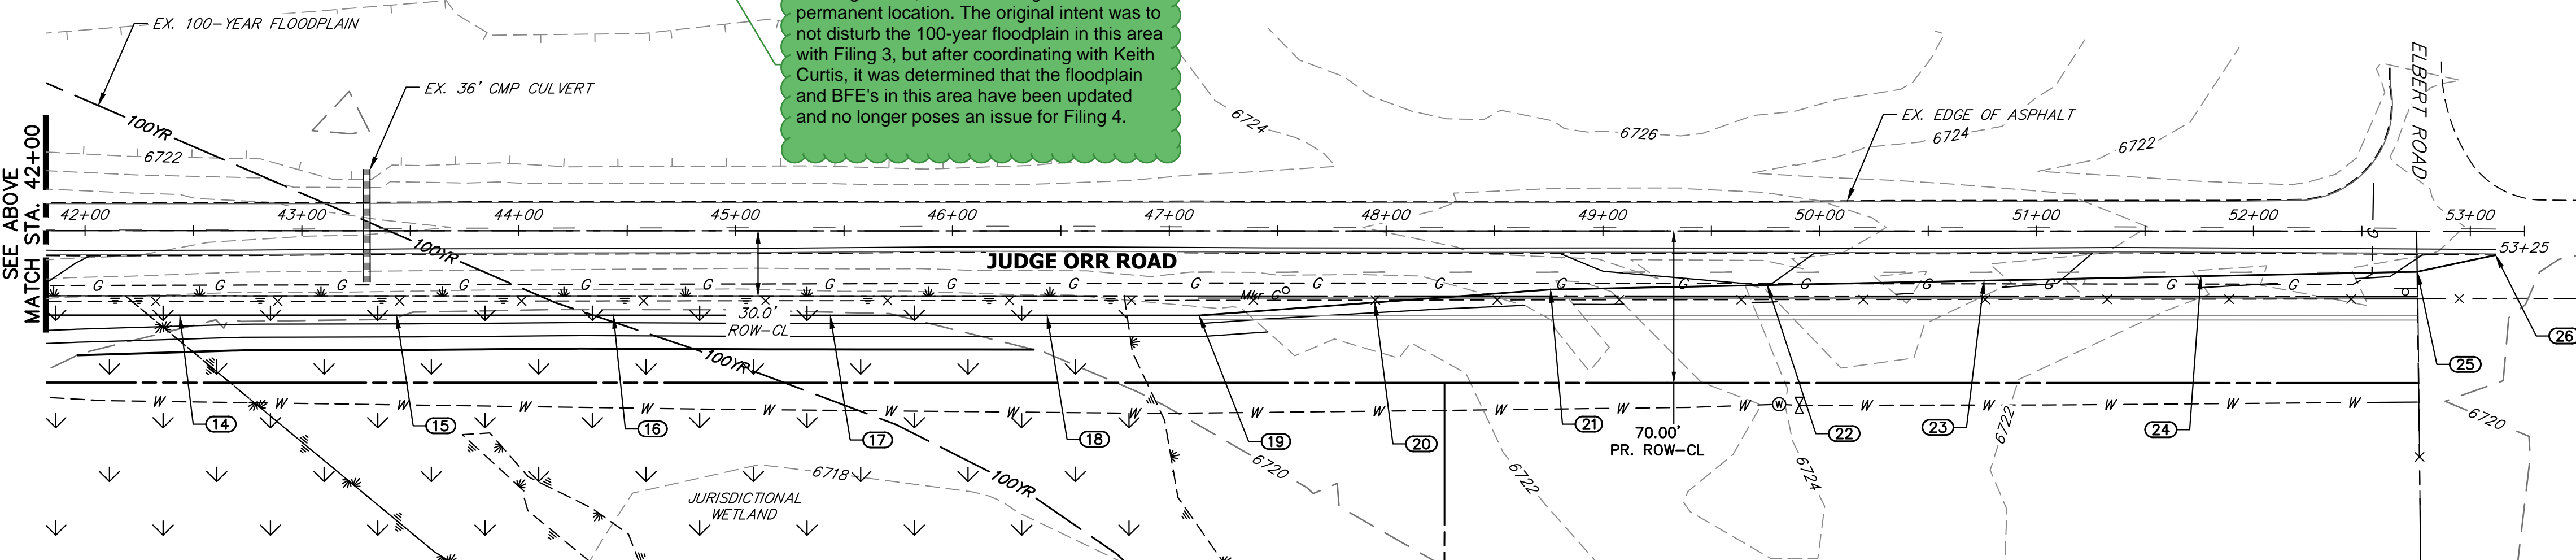 permanent location. The original intent was to
not disturb the 100-year floodplain in this area
with Filing 3, but after coordinating with Keith
Curtis, it was determined that the floodplain
and BFE's in this area have been updated
and no longer poses an issue for Filing 4.
EX. 100-YEAR FLOODPLAIN
EX. 36' CMP CULVERT
EX. EDGE OF ASPHALT
ELBERT ROAD
100YR
6722
6724
6726
6724
6722
SEE ABOVE
MATCH STA. 42+00
42+00
43+00
44+00
45+00
46+00
47+00
48+00
49+00
50+00
51+00
52+00
53+00
53+25
100YR
JUDGE ORR ROAD
G G G G G G G G G G G G G G G G G G G
G
30.0'
ROW-CL
100YR
W W W W W W W W W W W W W W W W W W W
W
14
15
16
17
18
19
20
21
22
23
24
25
26
70.00'
PR. ROW-CL
6718
JURISDICTIONAL
WETLAND
100YR
6720
6722
6724
6722
6720